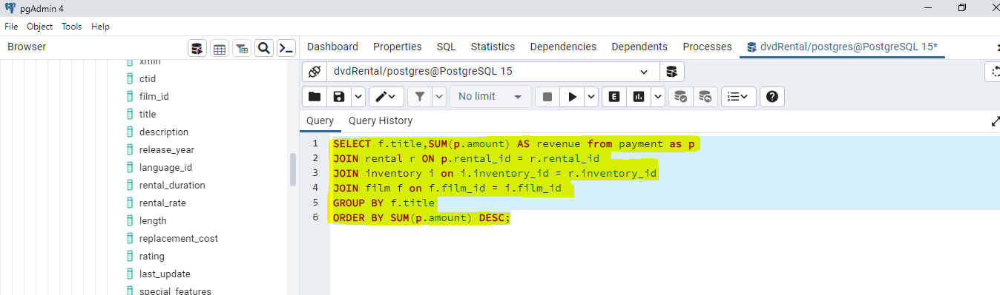 pgAdmin 4
File Object Tools Help
Browser
xmin
ctid
film_id
title
description
release_year
language_id
rental_duration
rental_rate
length
replacement_cost
rating
last_update
special_features
Dashboard Properties SQL Statistics Dependencies Dependents Processes dvdRental/postgres@PostgreSQL 15*
dvdRental/postgres@PostgreSQL 15
No limit
E
Query Query History
1 SELECT f.title,SUM(p.amount) AS revenue from payment as p
2 JOIN rental r ON p.rental_id = r.rental_id
3 JOIN inventory i on i.inventory_id = r.inventory_id
4 JOIN film f on f.film_id = i.film_id
5 GROUP BY f.title
6 ORDER BY SUM(p.amount) DESC;